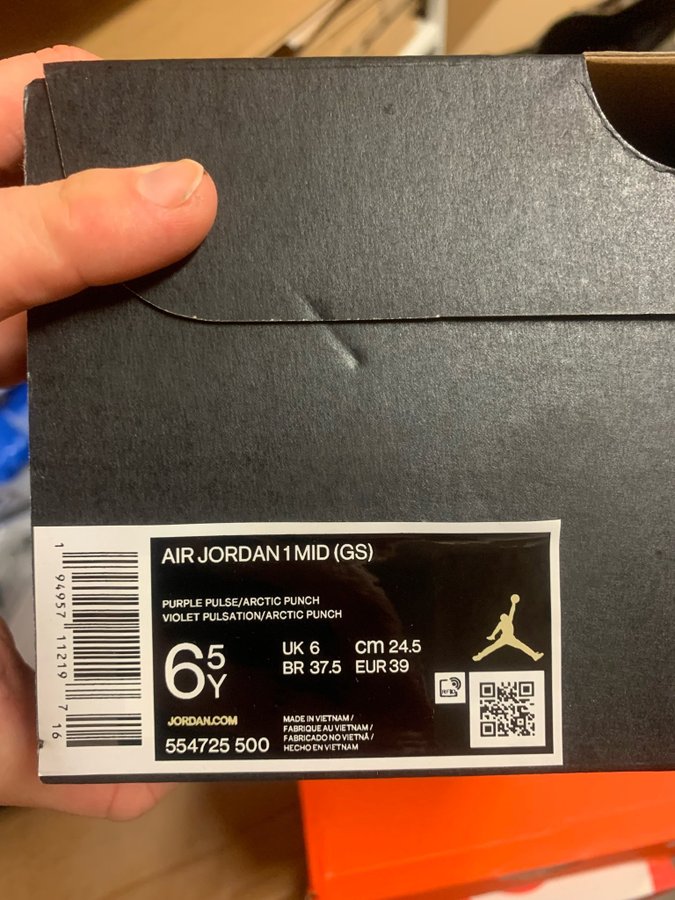 AIR JORDAN 1 MID (GS)
PURPLE PULSE/ARCTIC PUNCH
VIOLET PULSATION/ARCTIC PUNCH
6 5 Y
UK 6 cm 24.5
BR 37.5 EUR 39
JORDAN.COM
554725 500
MADE IN VIETNAM /
FABRIQUE AU VIETNAM /
FABRICADO NO VIETNÃ /
HECHO EN VIETNAM
1 94957 11219 7 16